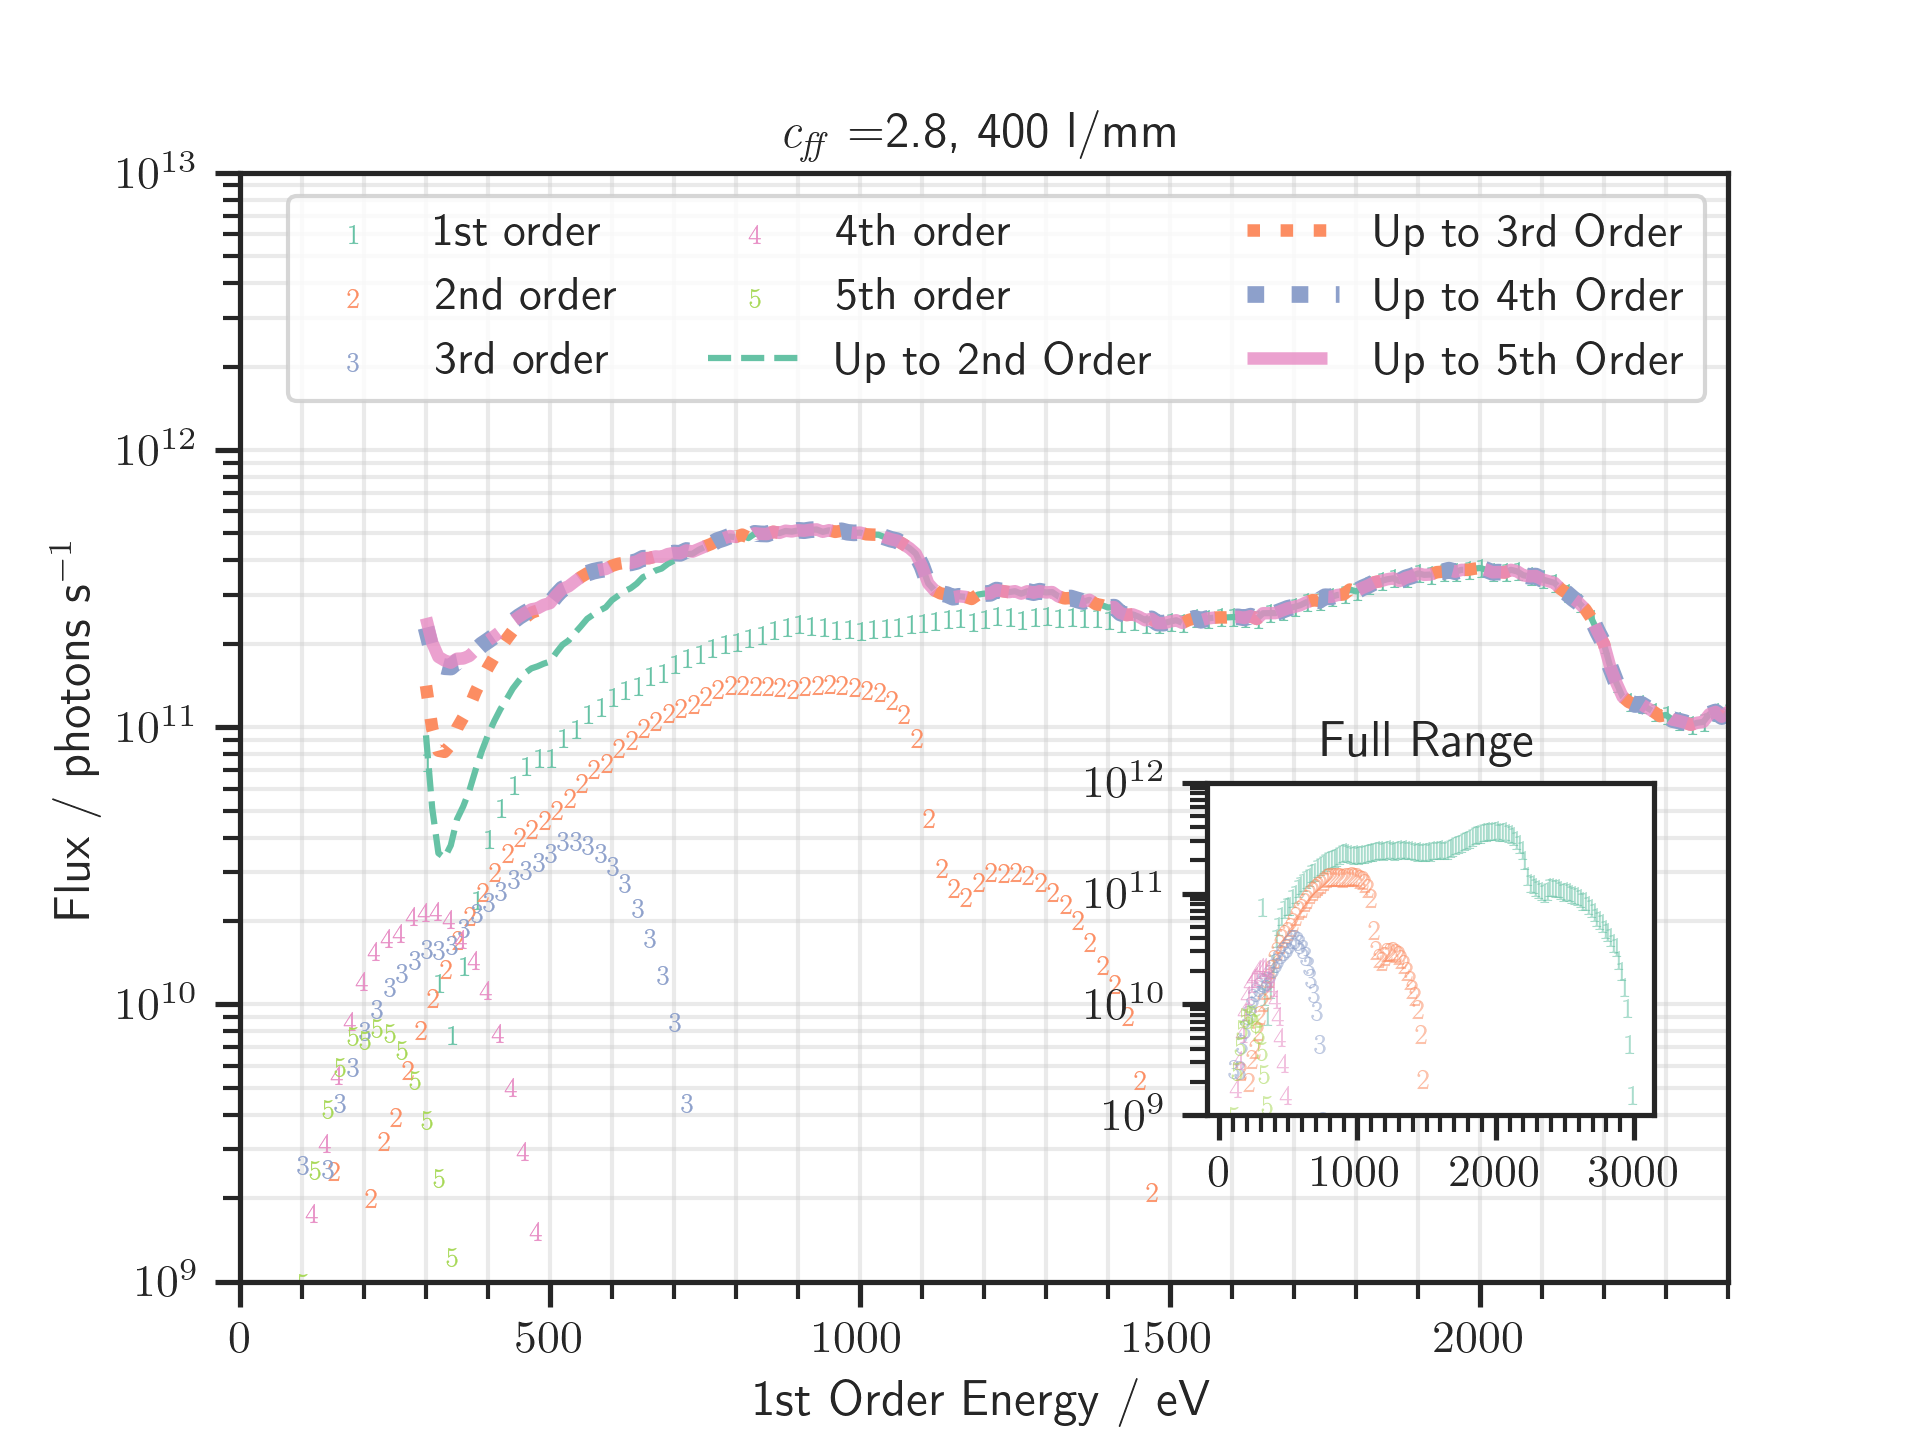 c_ff =2.8, 400 l/mm
10^13
1st order
4th order
Up to 3rd Order
2nd order
5th order
Up to 4th Order
3rd order
Up to 2nd Order
Up to 5th Order
10^12
10^11
10^10
10^9
Flux / photons s^−1
Full Range
10^12
10^11
10^10
10^9
0 1000 2000 3000
0 500 1000 1500 2000
1st Order Energy / eV